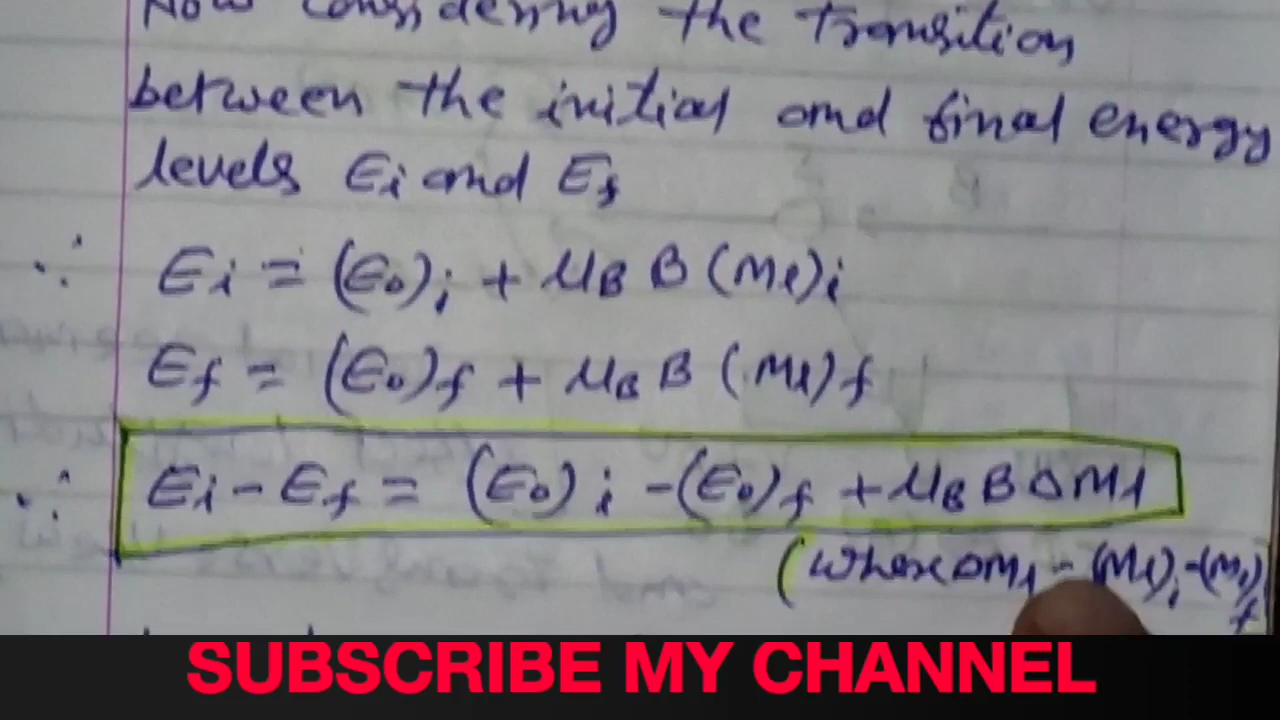 Now considering the transition
between the initial and final energy
levels Ei and Ef
∴ Ei = (E0)i + μB B (ml)i
Ef = (E0)f + μB B (ml)f
∴ Ei - Ef = (E0)i - (E0)f + μB B Δml
(where Δml = (ml)i - (ml)f
SUBSCRIBE MY CHANNEL